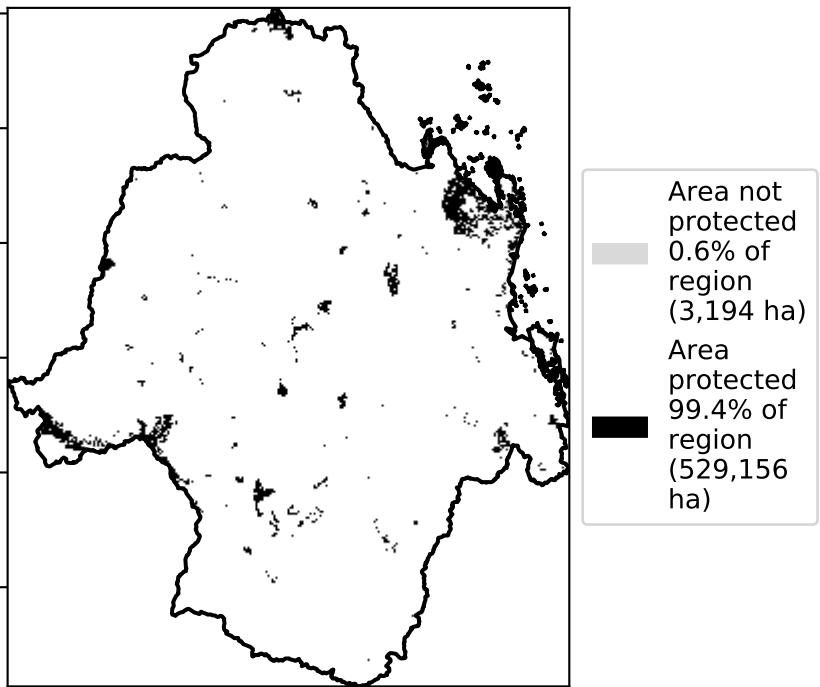 Area not
protected
0.6% of
region
(3,194 ha)
Area
protected
99.4% of
region
(529,156
ha)